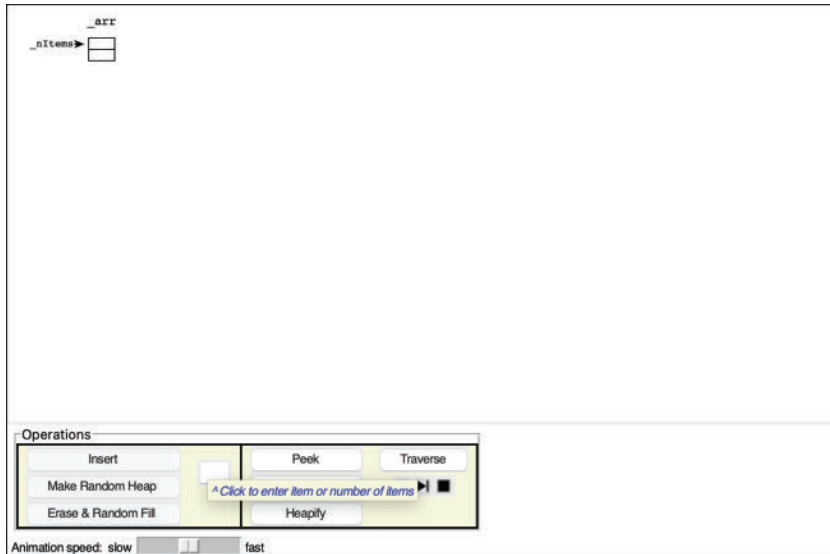 _arr
_nItems
Operations
Insert
Peek
Traverse
Make Random Heap
^ Click to enter item or number of items
Erase & Random Fill
Heapify
Animation speed: slow
fast